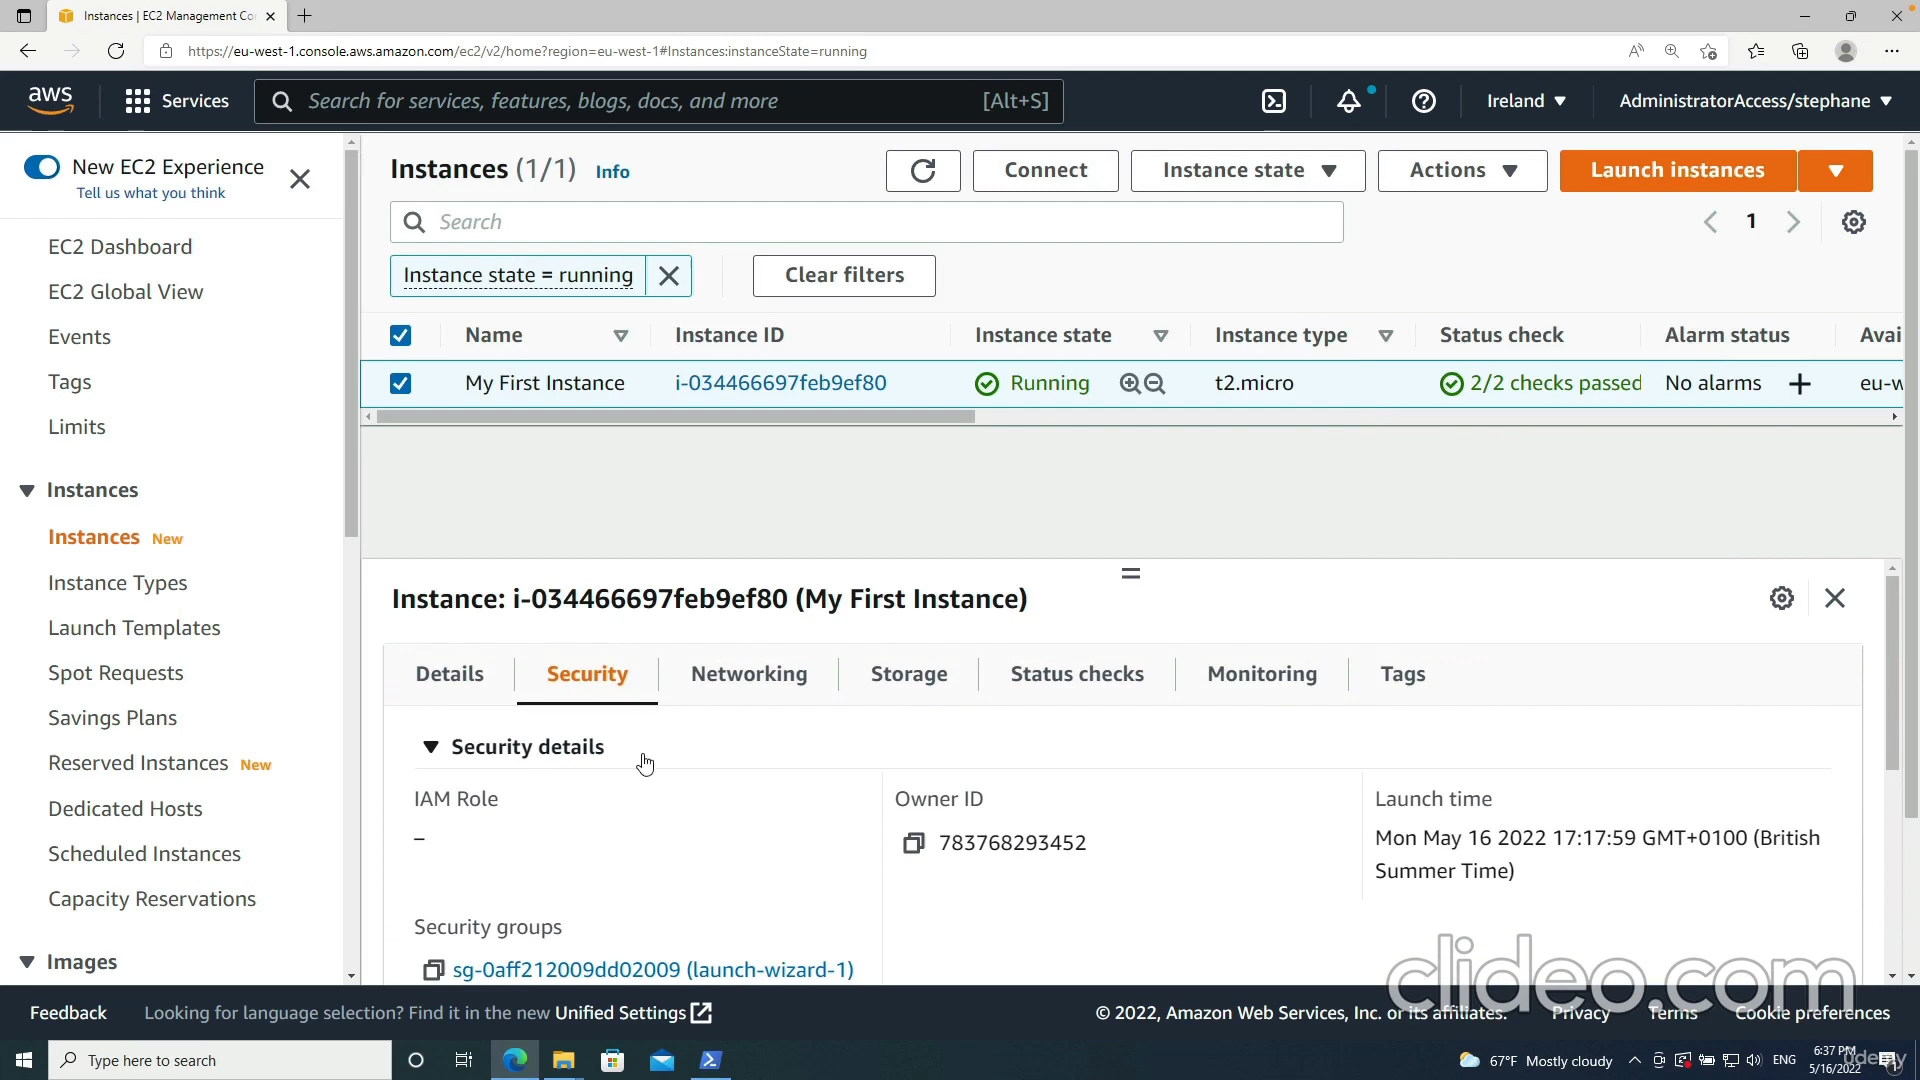 Instances | EC2 Management Co
https://eu-west-1.console.aws.amazon.com/ec2/v2/home?region=eu-west-1#Instances:instanceState=running
aws
Services
Search for services, features, blogs, docs, and more
[Alt+S]
Ireland
AdministratorAccess/stephane
New EC2 Experience
Tell us what you think
EC2 Dashboard
EC2 Global View
Events
Tags
Limits
Instances
Instances New
Instance Types
Launch Templates
Spot Requests
Savings Plans
Reserved Instances New
Dedicated Hosts
Scheduled Instances
Capacity Reservations
Images
Instances (1/1) Info
Connect
Instance state
Actions
Launch instances
Search
1
Instance state = running
Clear filters
Name
Instance ID
Instance state
Instance type
Status check
Alarm status
Avai
My First Instance
i-034466697feb9ef80
Running
t2.micro
2/2 checks passed
No alarms
eu-w
Instance: i-034466697feb9ef80 (My First Instance)
Details
Security
Networking
Storage
Status checks
Monitoring
Tags
Security details
IAM Role
–
Owner ID
783768293452
Launch time
Mon May 16 2022 17:17:59 GMT+0100 (British
Summer Time)
Security groups
sg-0aff212009dd02009 (launch-wizard-1)
clideo.com
Feedback
Looking for language selection? Find it in the new Unified Settings
© 2022, Amazon Web Services, Inc. or its affiliates.
Privacy
Terms
Cookie preferences
Type here to search
67°F Mostly cloudy
ENG
6:37 PM
5/16/2022
udemy
1